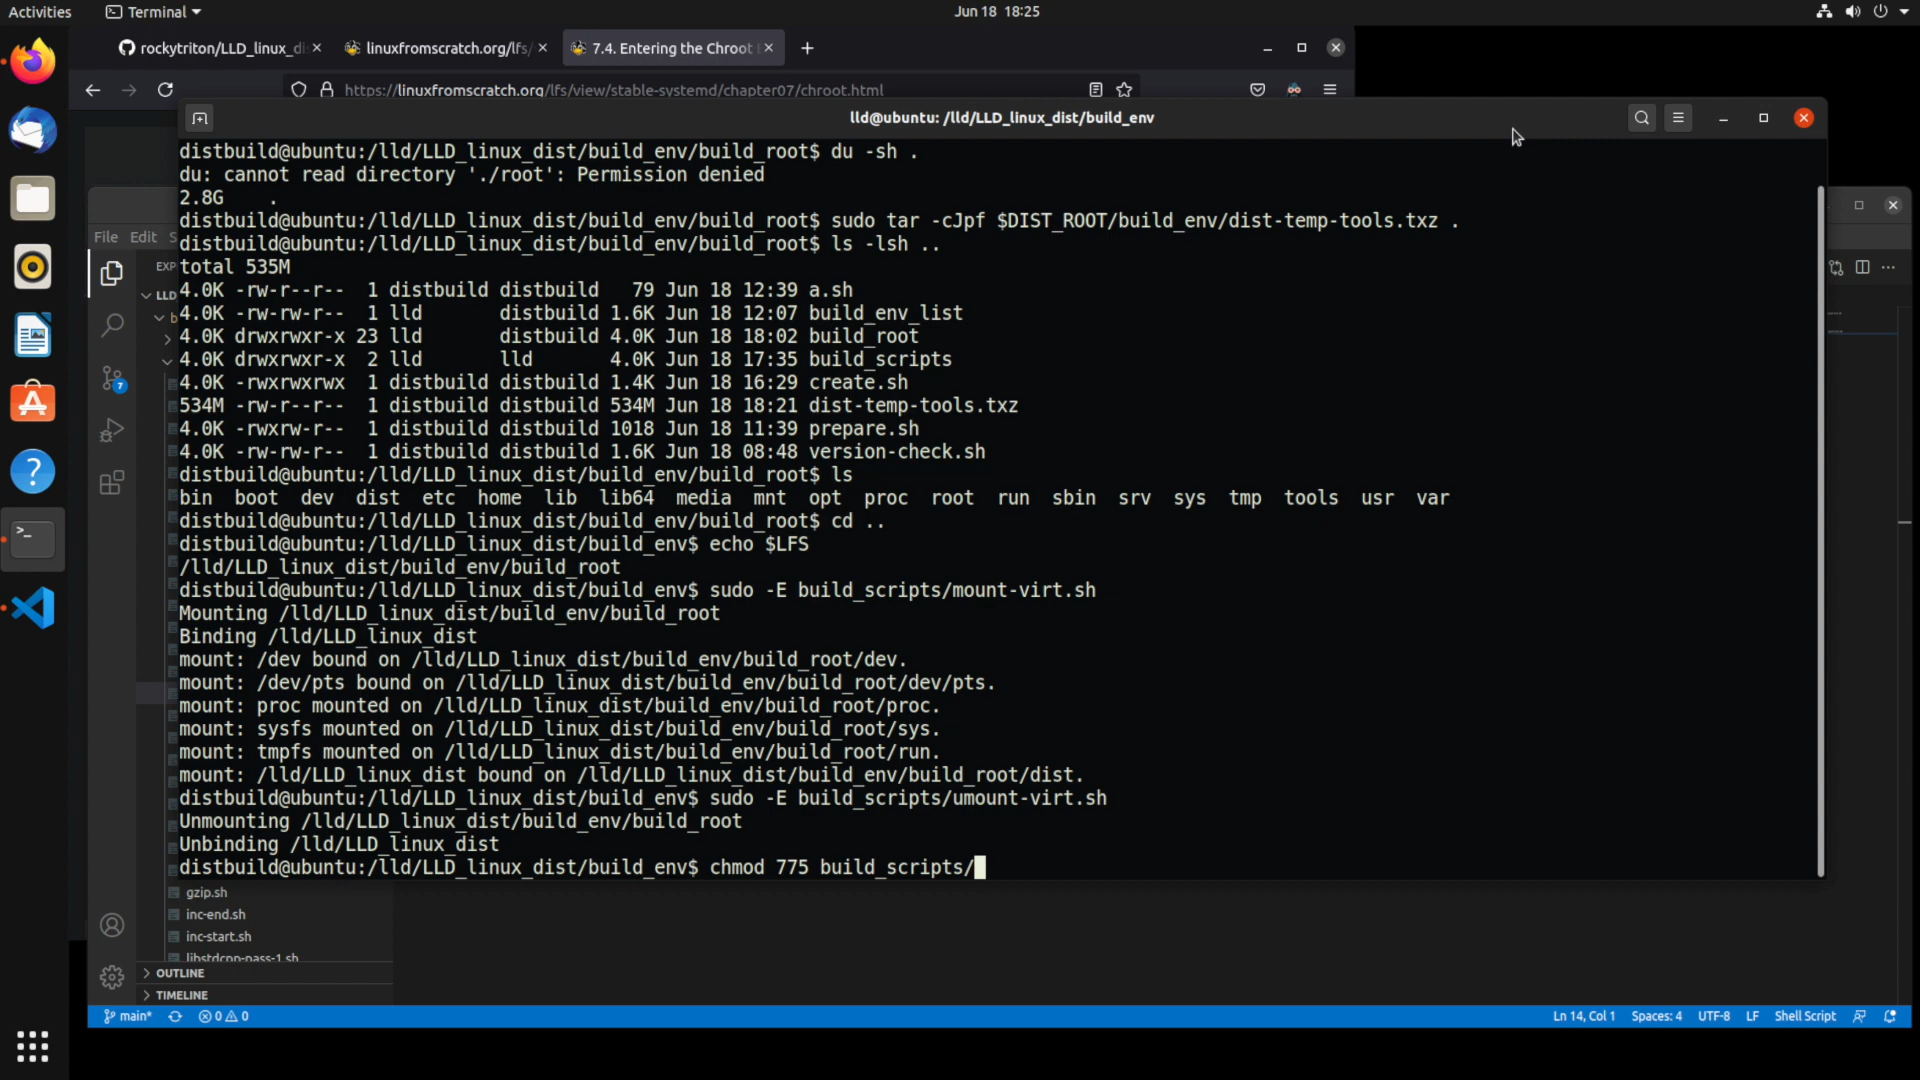 Activities
Terminal
Jun 18 18:25
rockytriton/LLD_linux_di
linuxfromscratch.org/lfs/
7.4. Entering the Chroot
https://linuxfromscratch.org/lfs/view/stable-systemd/chapter07/chroot.html
lld@ubuntu: /lld/LLD_linux_dist/build_env
distbuild@ubuntu:/lld/LLD_linux_dist/build_env/build_root$ du -sh .
du: cannot read directory './root': Permission denied
2.8G    .
distbuild@ubuntu:/lld/LLD_linux_dist/build_env/build_root$ sudo tar -cJpf $DIST_ROOT/build_env/dist-temp-tools.txz .
distbuild@ubuntu:/lld/LLD_linux_dist/build_env/build_root$ ls -lsh ..
total 535M
4.0K -rw-r--r--  1 distbuild distbuild   79 Jun 18 12:39 a.sh
4.0K -rw-rw-r--  1 lld       distbuild 1.6K Jun 18 12:07 build_env_list
4.0K drwxrwxr-x 23 lld       distbuild 4.0K Jun 18 18:02 build_root
4.0K drwxrwxr-x  2 lld       lld       4.0K Jun 18 17:35 build_scripts
4.0K -rwxrwxrwx  1 distbuild distbuild 1.4K Jun 18 16:29 create.sh
534M -rw-r--r--  1 distbuild distbuild 534M Jun 18 18:21 dist-temp-tools.txz
4.0K -rwxrw-r--  1 distbuild distbuild 1018 Jun 18 11:39 prepare.sh
4.0K -rw-rw-r--  1 distbuild distbuild 1.6K Jun 18 08:48 version-check.sh
distbuild@ubuntu:/lld/LLD_linux_dist/build_env/build_root$ ls
bin  boot  dev  dist  etc  home  lib  lib64  media  mnt  opt  proc  root  run  sbin  srv  sys  tmp  tools  usr  var
distbuild@ubuntu:/lld/LLD_linux_dist/build_env/build_root$ cd ..
distbuild@ubuntu:/lld/LLD_linux_dist/build_env$ echo $LFS
/lld/LLD_linux_dist/build_env/build_root
distbuild@ubuntu:/lld/LLD_linux_dist/build_env$ sudo -E build_scripts/mount-virt.sh
Mounting /lld/LLD_linux_dist/build_env/build_root
Binding /lld/LLD_linux_dist
mount: /dev bound on /lld/LLD_linux_dist/build_env/build_root/dev.
mount: /dev/pts bound on /lld/LLD_linux_dist/build_env/build_root/dev/pts.
mount: proc mounted on /lld/LLD_linux_dist/build_env/build_root/proc.
mount: sysfs mounted on /lld/LLD_linux_dist/build_env/build_root/sys.
mount: tmpfs mounted on /lld/LLD_linux_dist/build_env/build_root/run.
mount: /lld/LLD_linux_dist bound on /lld/LLD_linux_dist/build_env/build_root/dist.
distbuild@ubuntu:/lld/LLD_linux_dist/build_env$ sudo -E build_scripts/umount-virt.sh
Unmounting /lld/LLD_linux_dist/build_env/build_root
Unbinding /lld/LLD_linux_dist
distbuild@ubuntu:/lld/LLD_linux_dist/build_env$ chmod 775 build_scripts/
File Edit S
EXP
LLD
b
7
gzip.sh
inc-end.sh
inc-start.sh
libstdcpp-pass-1.sh
OUTLINE
TIMELINE
main*
0
0
Ln 14, Col 1
Spaces: 4
UTF-8
LF
Shell Script